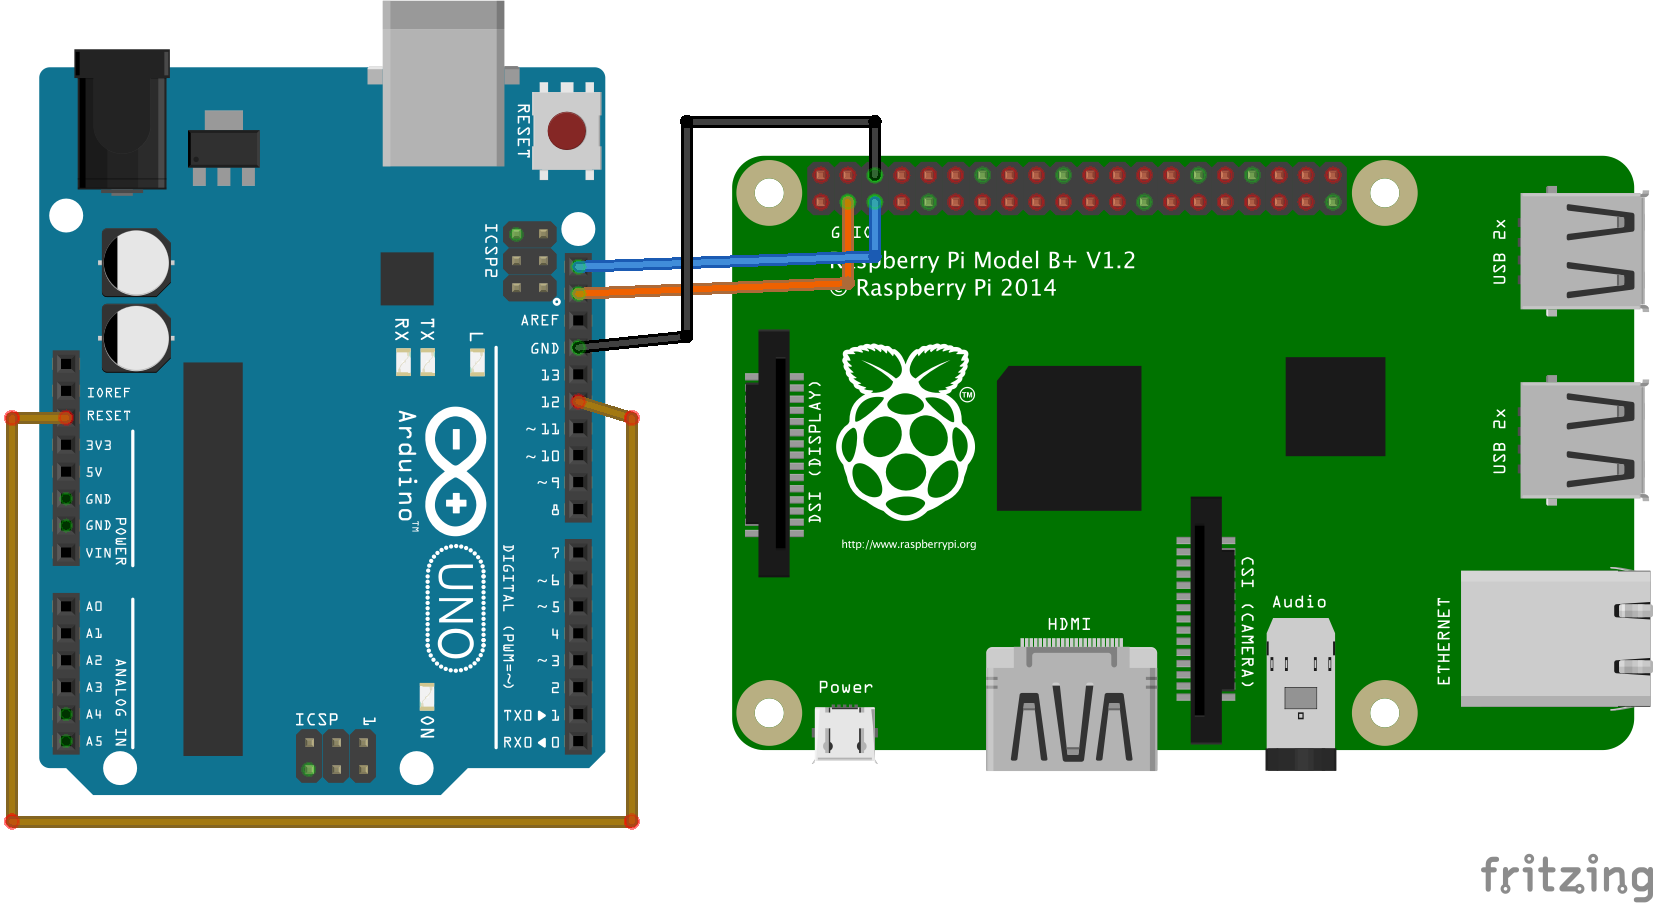 RESET
ICSP2
AREF
GND
13
12
~11
~10
~9
8
7
~6
~5
4
~3
2
TX0▶1
RX0◀0
RX
TX
L
IOREF
RESET
3V3
5V
GND
GND
VIN
POWER
A0
A1
A2
A3
A4
A5
ANALOG IN
Arduino™
UNO
DIGITAL (PWM=~)
ICSP
1
ON
Raspberry Pi Model B+ V1.2
© Raspberry Pi 2014
DSI (DISPLAY)
TM
http://www.raspberrypi.org
Power
HDMI
CSI (CAMERA)
Audio
ETHERNET
USB 2x
USB 2x
fritzing